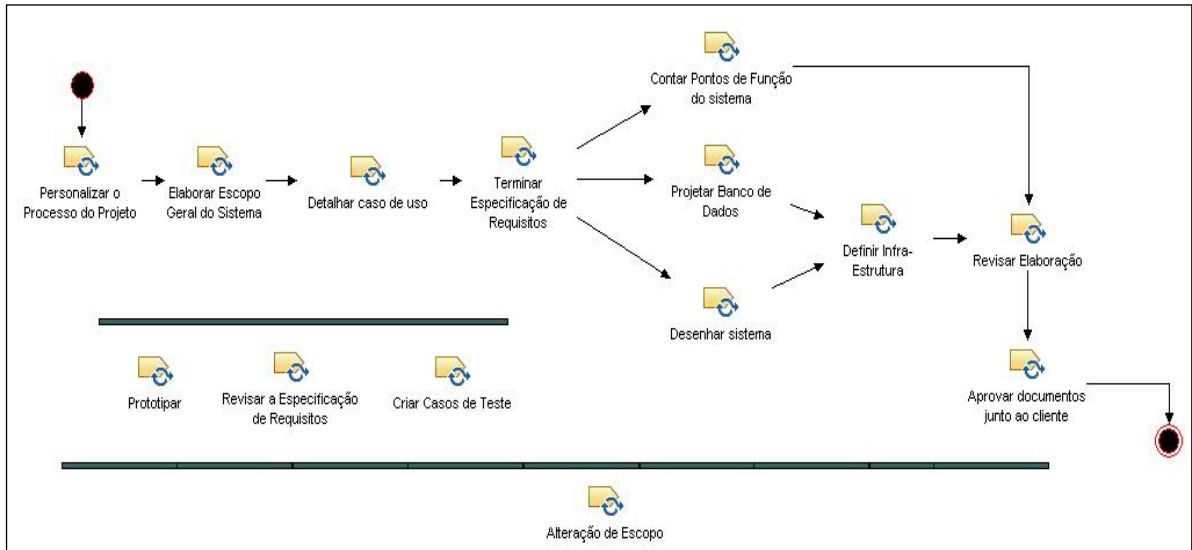 Contar Pontos de Função
do sistema
Personalizar o
Processo do Projeto
Elaborar Escopo
Geral do Sistema
Detalhar caso de uso
Terminar
Especificação de
Requisitos
Projetar Banco de
Dados
Definir Infra-
Estrutura
Revisar Elaboração
Desenhar sistema
Prototipar
Revisar a Especificação
de Requisitos
Criar Casos de Teste
Aprovar documentos
junto ao cliente
Alteração de Escopo